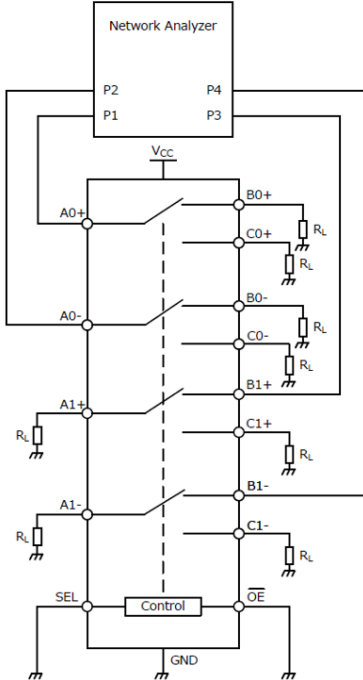 Network Analyzer
P2 P4
P1 P3
VCC
A0+ B0+
RL
C0+
RL
A0- B0-
RL
C0-
RL
A1+ B1+
RL
C1+
RL
A1- B1-
RL
C1-
RL
SEL Control OE
GND